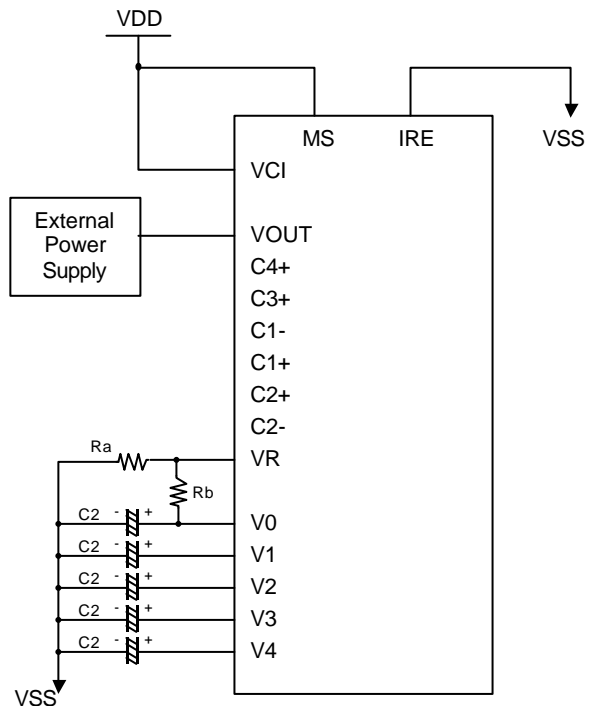 VDD
MS IRE VSS
VCI
External
Power
Supply
VOUT
C4+
C3+
C1-
C1+
C2+
C2-
Ra VR
Rb
C2 - + V0
C2 - + V1
C2 - + V2
C2 - + V3
C2 - + V4
VSS